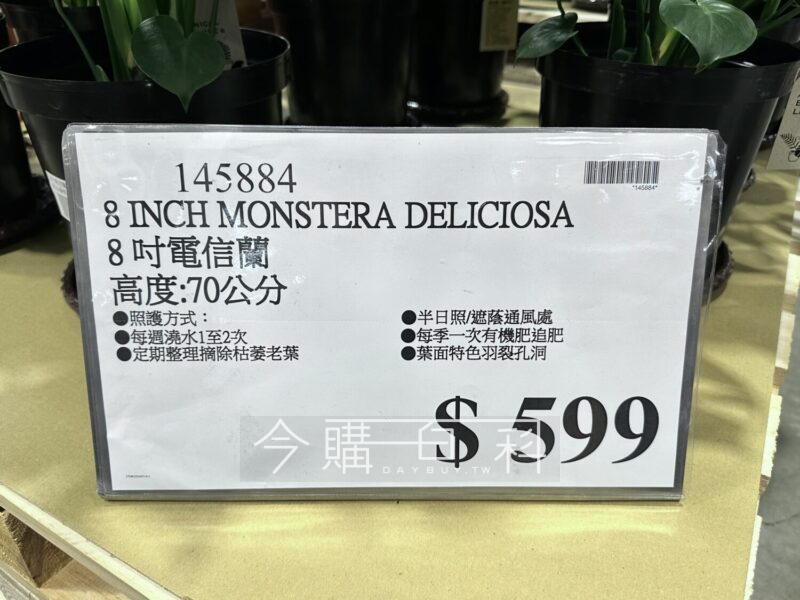 145884
*145884*
8 INCH MONSTERA DELICIOSA
8 吋電信蘭
高度:70公分
●照護方式：
●每週澆水1至2次
●定期整理摘除枯萎老葉
●半日照/遮蔭通風處
●每季一次有機肥追肥
●葉面特色羽裂孔洞
$ 599
今購百科
DAYBUY.TW